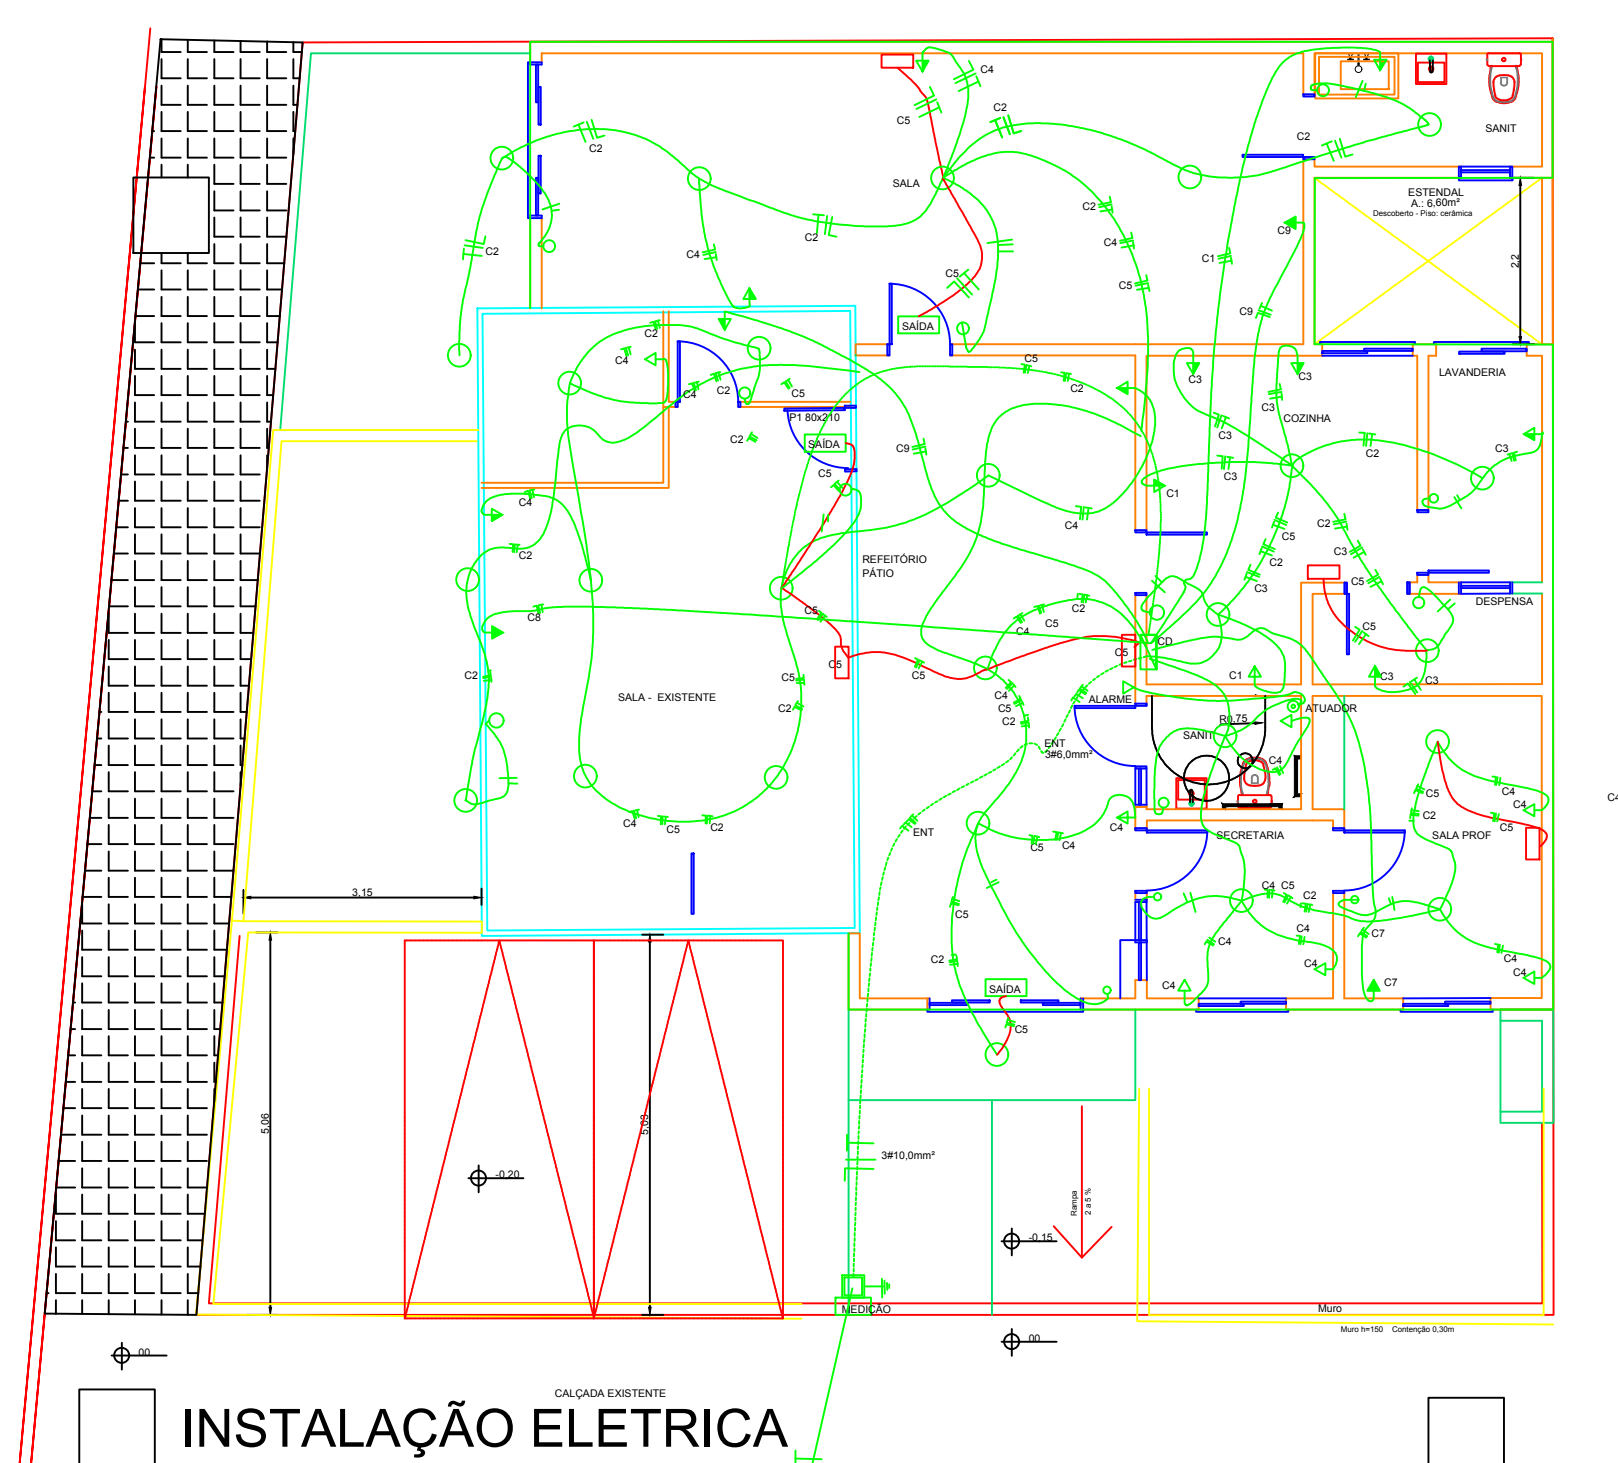 C4
C2
C5
C2
C2
SANIT
SALA
ESTENDAL
A.: 6,60m²
Descoberto - Piso: cerâmica
C2
C9
C2
C4
C2
C4
C1
2,2
C5
C5
C9
SAÍDA
C2
C4
C5
C2
C3
C3
LAVANDERIA
C4
C2
C5
C3
P1 80x210
COZINHA
C2
SAÍDA
C3
C9
C2
C3
C5
C3
C4
C1
C2
C4
C5
C2
C2
C3
REFEITÓRIO
PÁTIO
C3
C5
DESPENSA
C8
C2
C5
C5
C4
C5
CD
C5
C5
C5
C2
C5
C1
C3
C3
SALA -  EXISTENTE
C4
C5
C2
C2
ALARME
ATUADOR
R0,75
SANIT
ENT
3#6,0mm²
C4
C5
C4
C4
C4
C2
C5
C4
C5
C2
ENT
C4
C5
C4
SECRETARIA
SALA PROF
3,15
C4
C5
C2
C5
C4
C7
C4
C2
C4
C4
C4
C4
C7
SAÍDA
C5
5,06
5,03
3#10,0mm²
-0,20
Rampa
2 a 5 %
-0,15
MEDIÇÃO
Muro
Muro h=150    Contenção 0,30m
00
00
CALÇADA EXISTENTE
INSTALAÇÃO ELETRICA